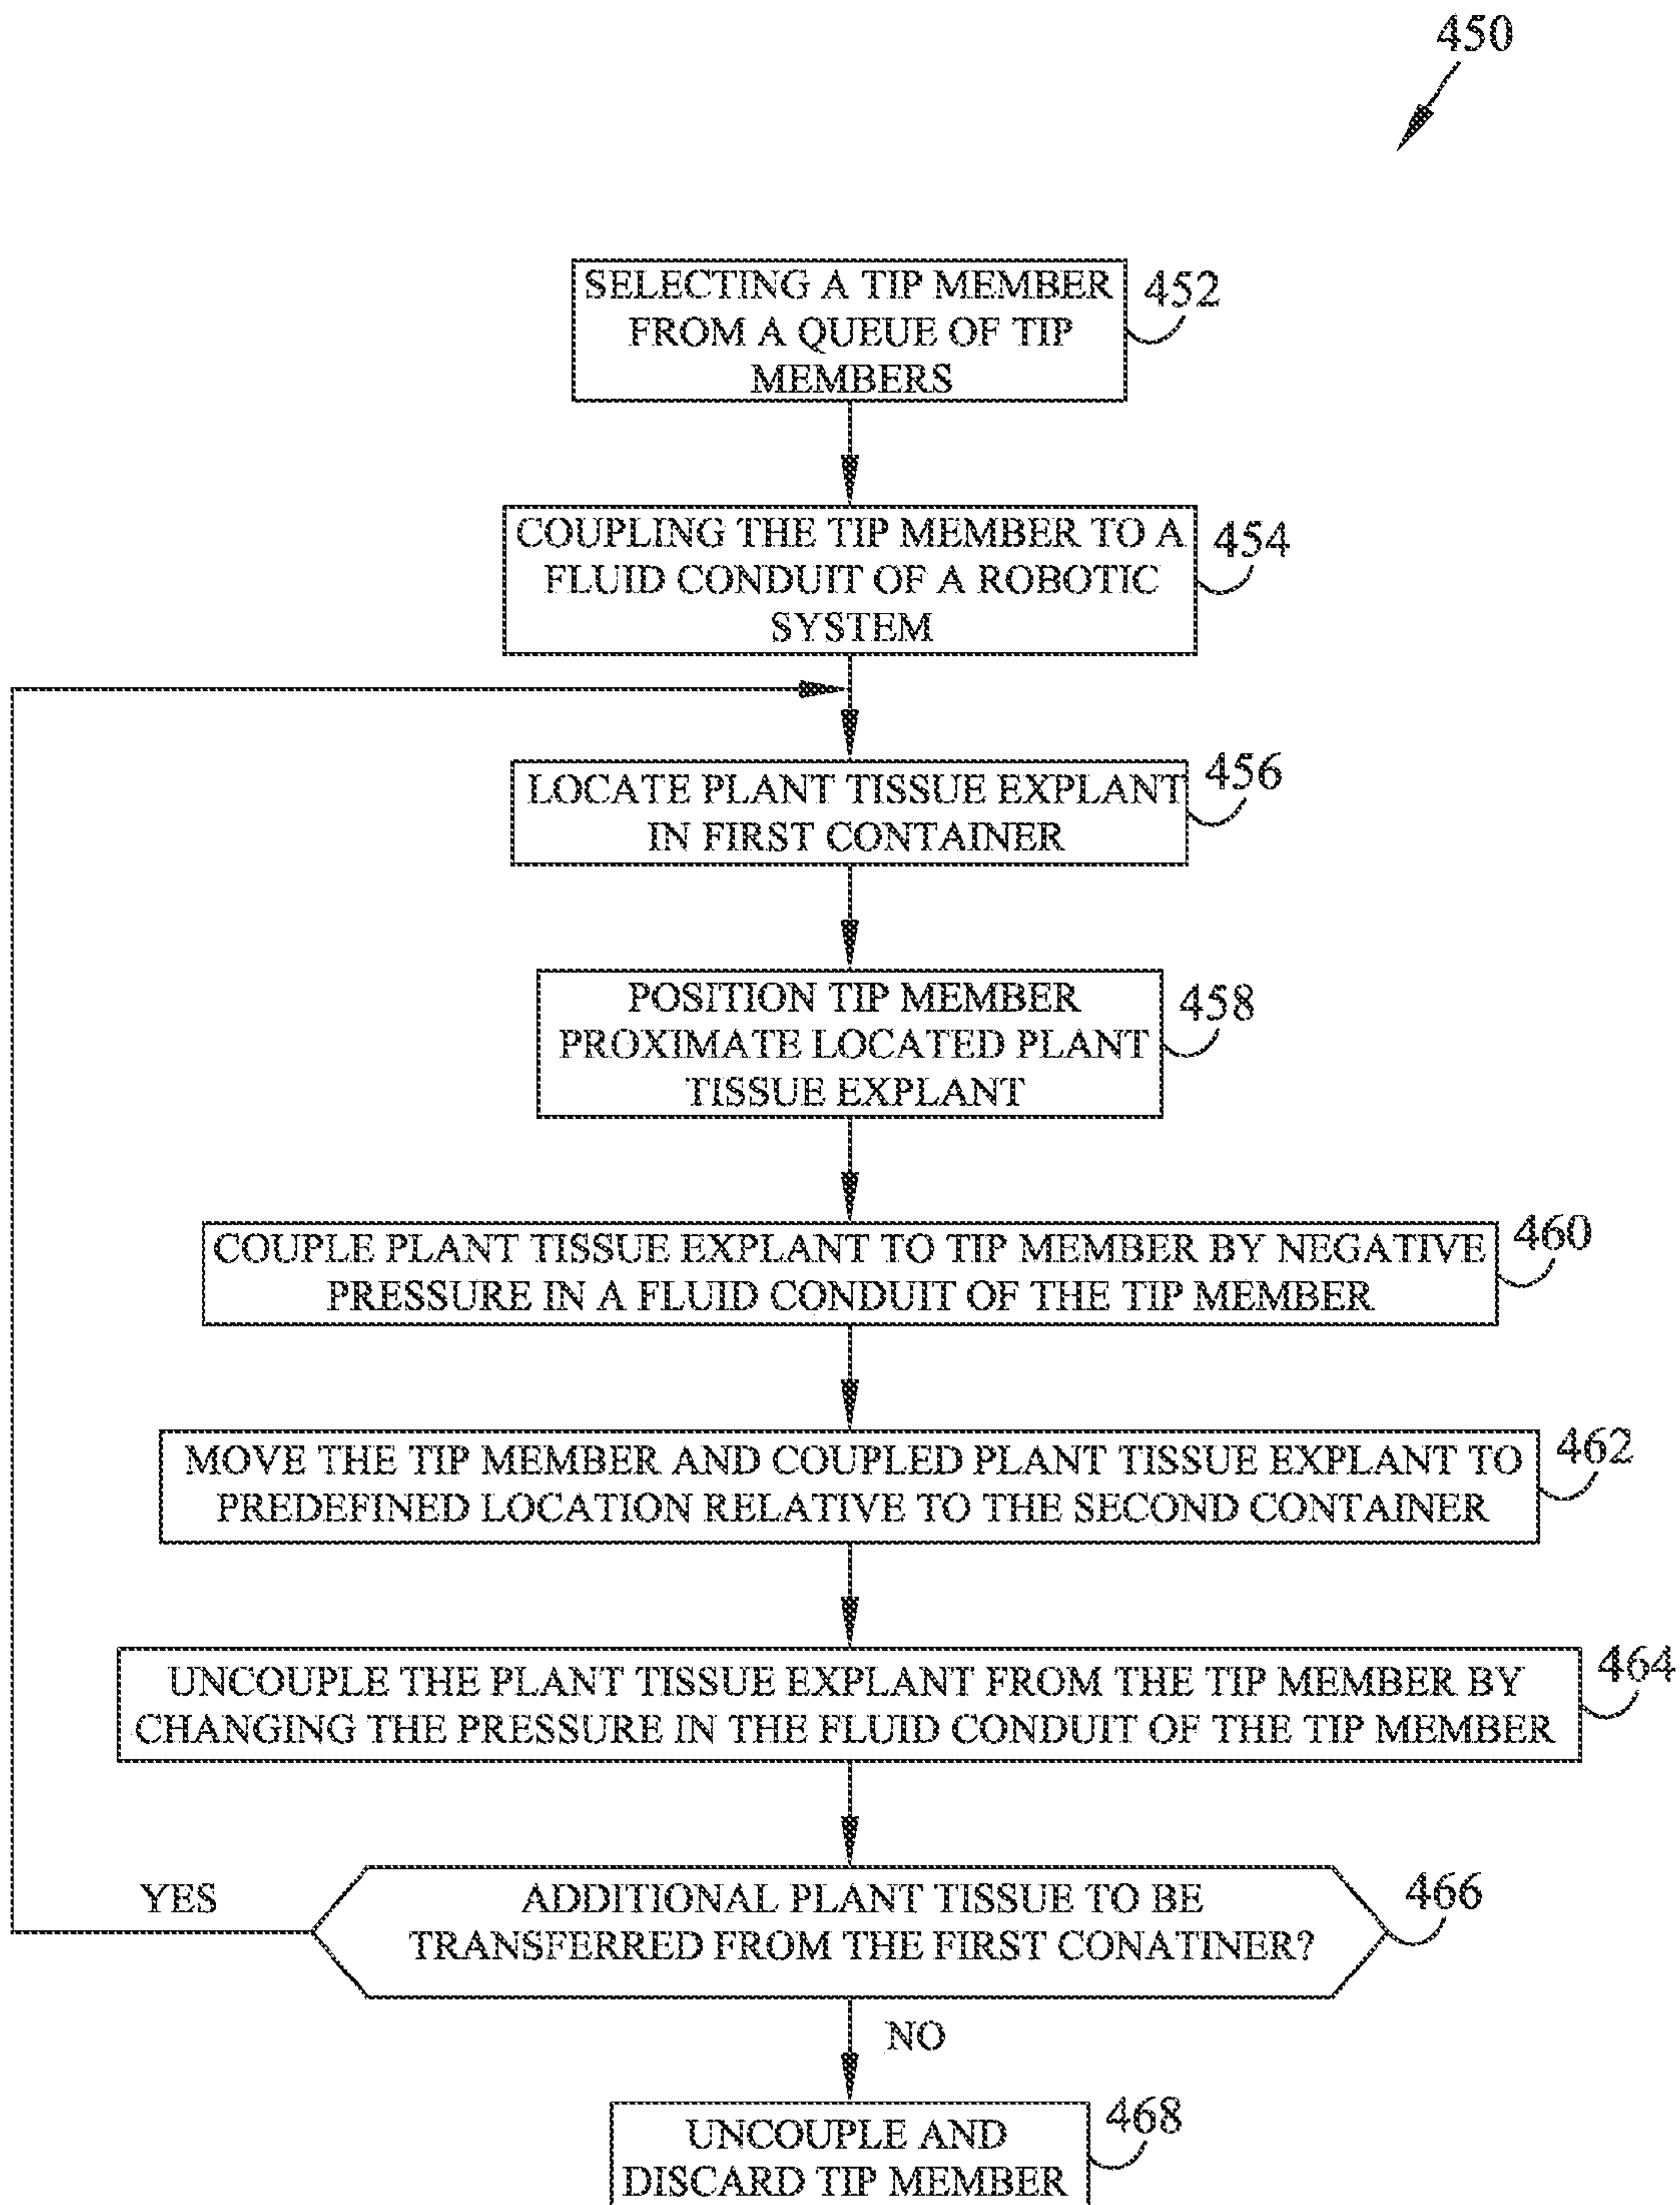 450
SELECTING A TIP MEMBER
FROM A QUEUE OF TIP
MEMBERS
452
COUPLING THE TIP MEMBER TO A
FLUID CONDUIT OF A ROBOTIC
SYSTEM
454
LOCATE PLANT TISSUE EXPLANT
IN FIRST CONTAINER
456
POSITION TIP MEMBER
PROXIMATE LOCATED PLANT
TISSUE EXPLANT
458
COUPLE PLANT TISSUE EXPLANT TO TIP MEMBER BY NEGATIVE
PRESSURE IN A FLUID CONDUIT OF THE TIP MEMBER
460
MOVE THE TIP MEMBER AND COUPLED PLANT TISSUE EXPLANT TO
PREDEFINED LOCATION RELATIVE TO THE SECOND CONTAINER
462
UNCOUPLE THE PLANT TISSUE EXPLANT FROM THE TIP MEMBER BY
CHANGING THE PRESSURE IN THE FLUID CONDUIT OF THE TIP MEMBER
464
YES
ADDITIONAL PLANT TISSUE TO BE
TRANSFERRED FROM THE FIRST CONATINER?
466
NO
UNCOUPLE AND
DISCARD TIP MEMBER
468